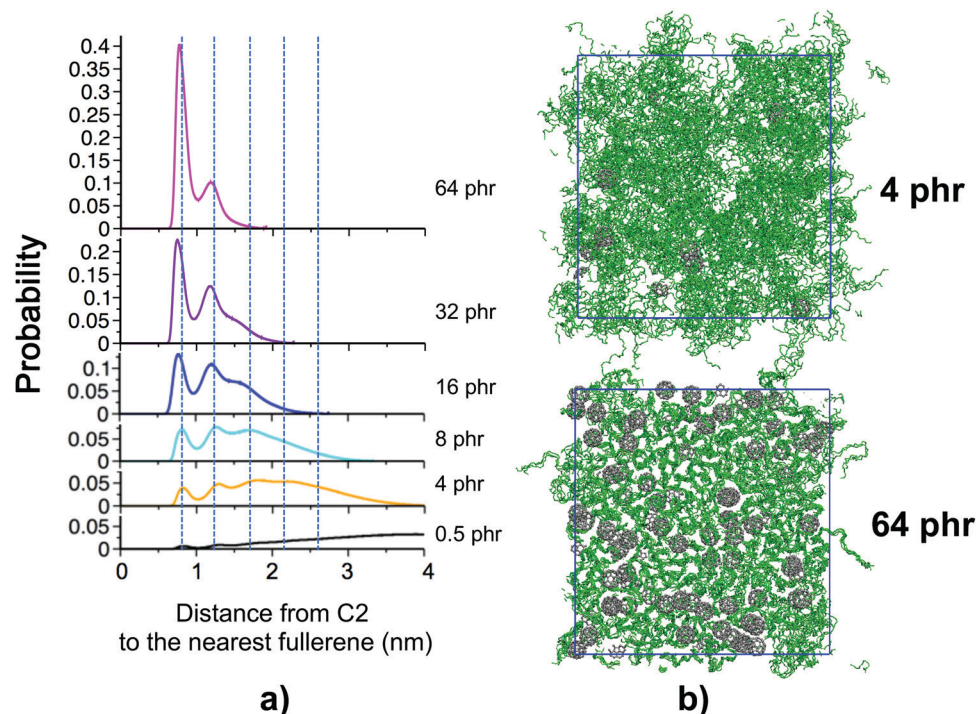 Probability
0.4
0.35
0.3
0.25
0.2
0.15
0.1
0.05
0
64 phr
0.2
0.15
0.1
0.05
0
32 phr
0.1
0.05
0
16 phr
0.05
0
8 phr
0.05
0
4 phr
0.05
0
0.5 phr
0 1 2 3 4
Distance from C2
to the nearest fullerene (nm)
a)
4 phr
64 phr
b)